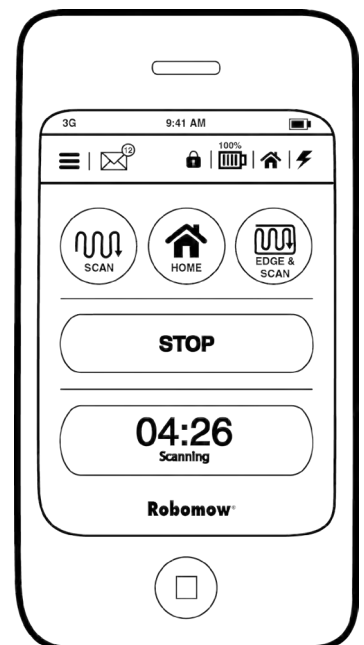 3G 9:41 AM
12
100%
SCAN HOME EDGE &
SCAN
STOP
04:26
Scanning
Robomow®